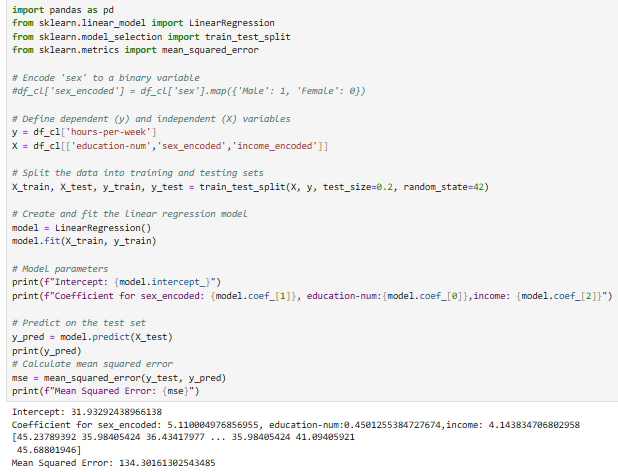 import pandas as pd
from sklearn.linear_model import LinearRegression
from sklearn.model_selection import train_test_split
from sklearn.metrics import mean_squared_error
# Encode 'sex' to a binary variable
#df_cl['sex_encoded'] = df_cl['sex'].map({'Male': 1, 'Female': 0})
# Define dependent (y) and independent (X) variables
y = df_cl['hours-per-week']
X = df_cl[['education-num','sex_encoded','income_encoded']]
# Split the data into training and testing sets
X_train, X_test, y_train, y_test = train_test_split(X, y, test_size=0.2, random_state=42)
# Create and fit the linear regression model
model = LinearRegression()
model.fit(X_train, y_train)
# Model parameters
print(f"Intercept: {model.intercept_}")
print(f"Coefficient for sex_encoded: {model.coef_[1]}, education-num:{model.coef_[0]},income: {model.coef_[2]}")
# Predict on the test set
y_pred = model.predict(X_test)
print(y_pred)
# Calculate mean squared error
mse = mean_squared_error(y_test, y_pred)
print(f"Mean Squared Error: {mse}")
Intercept: 31.93292438966138
Coefficient for sex_encoded: 5.110004976856955, education-num:0.4501255384727674,income: 4.143834706802958
[45.23789392 35.98405424 36.43417977 ... 35.98405424 41.09405921
45.68801946]
Mean Squared Error: 134.30161302543485